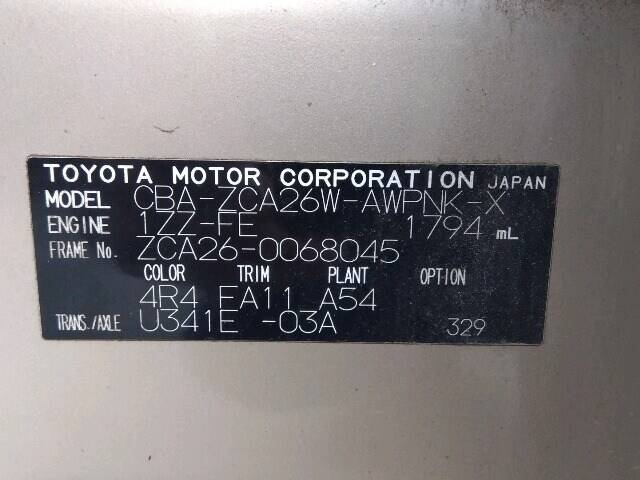 TOYOTA MOTOR CORPORATION JAPAN
MODEL CBA-ZCA26W-AWPNK-X
ENGINE 1ZZ-FE 1794 mL
FRAME No. ZCA26-0068045
COLOR TRIM PLANT OPTION
4R4 EA11 A54
TRANS./AXLE U341E -03A 329